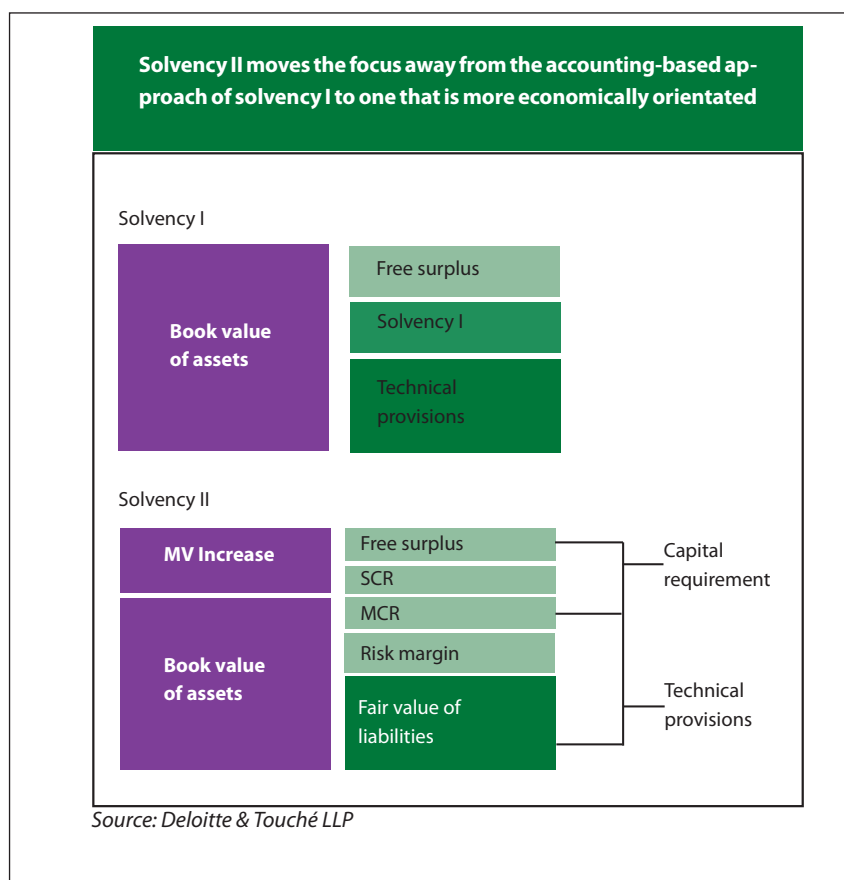 Solvency II moves the focus away from the accounting-based ap-
proach of solvency I to one that is more economically orientated
Solvency I
Book value
of assets
Free surplus
Solvency I
Technical
provisions
Solvency II
MV Increase
Book value
of assets
Free surplus
SCR
MCR
Risk margin
Fair value of
liabilities
Capital
requirement
Technical
provisions
Source: Deloitte & Touché LLP